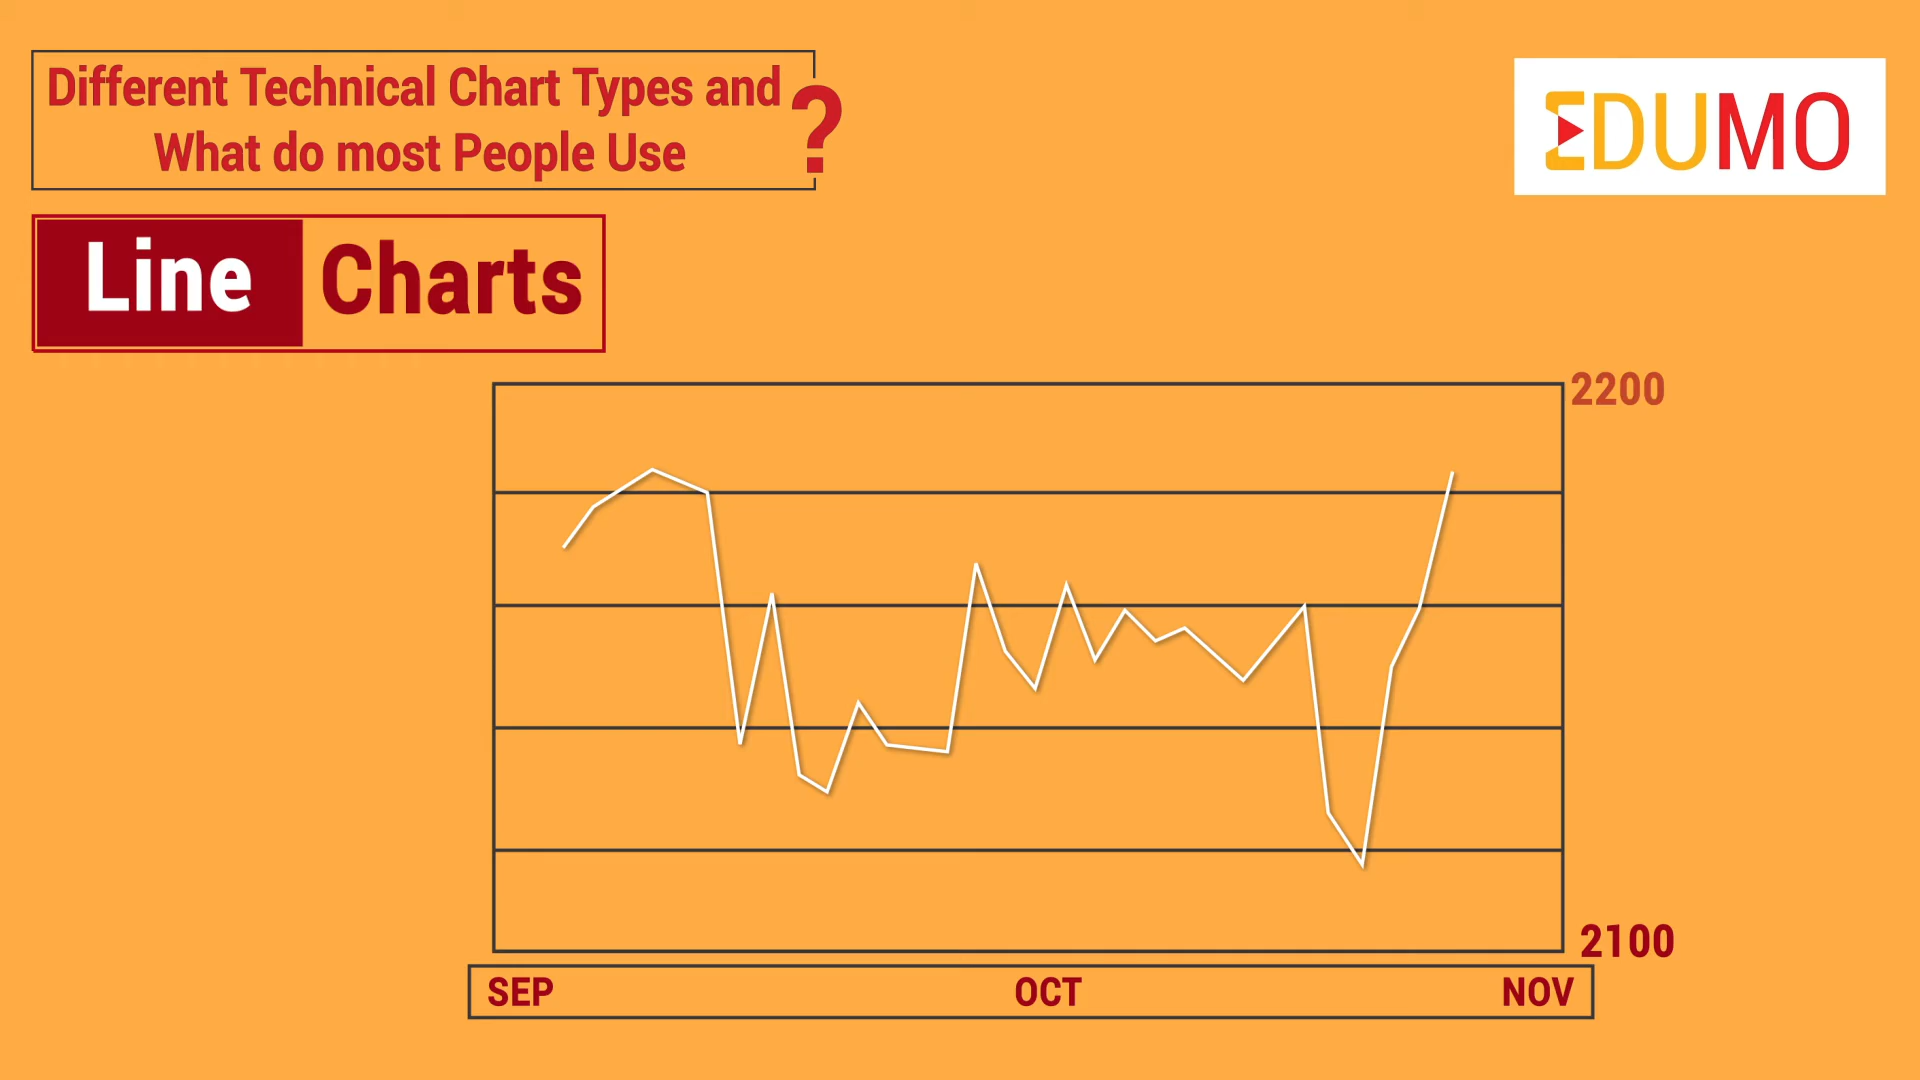 Different Technical Chart Types and
What do most People Use ?
EDUMO
Line Charts
2200
2100
SEP OCT NOV